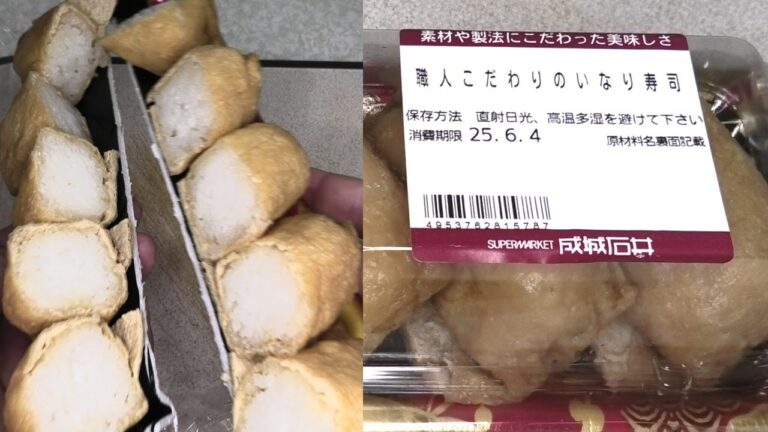 素材や製法にこだわった美味しさ
職人こだわりのいなり寿司
保存方法 直射日光、高温多湿を避けて下さい
消費期限 25.6.4 原材料名裏面記載
4953762815787
SUPERMARKET 成城石井